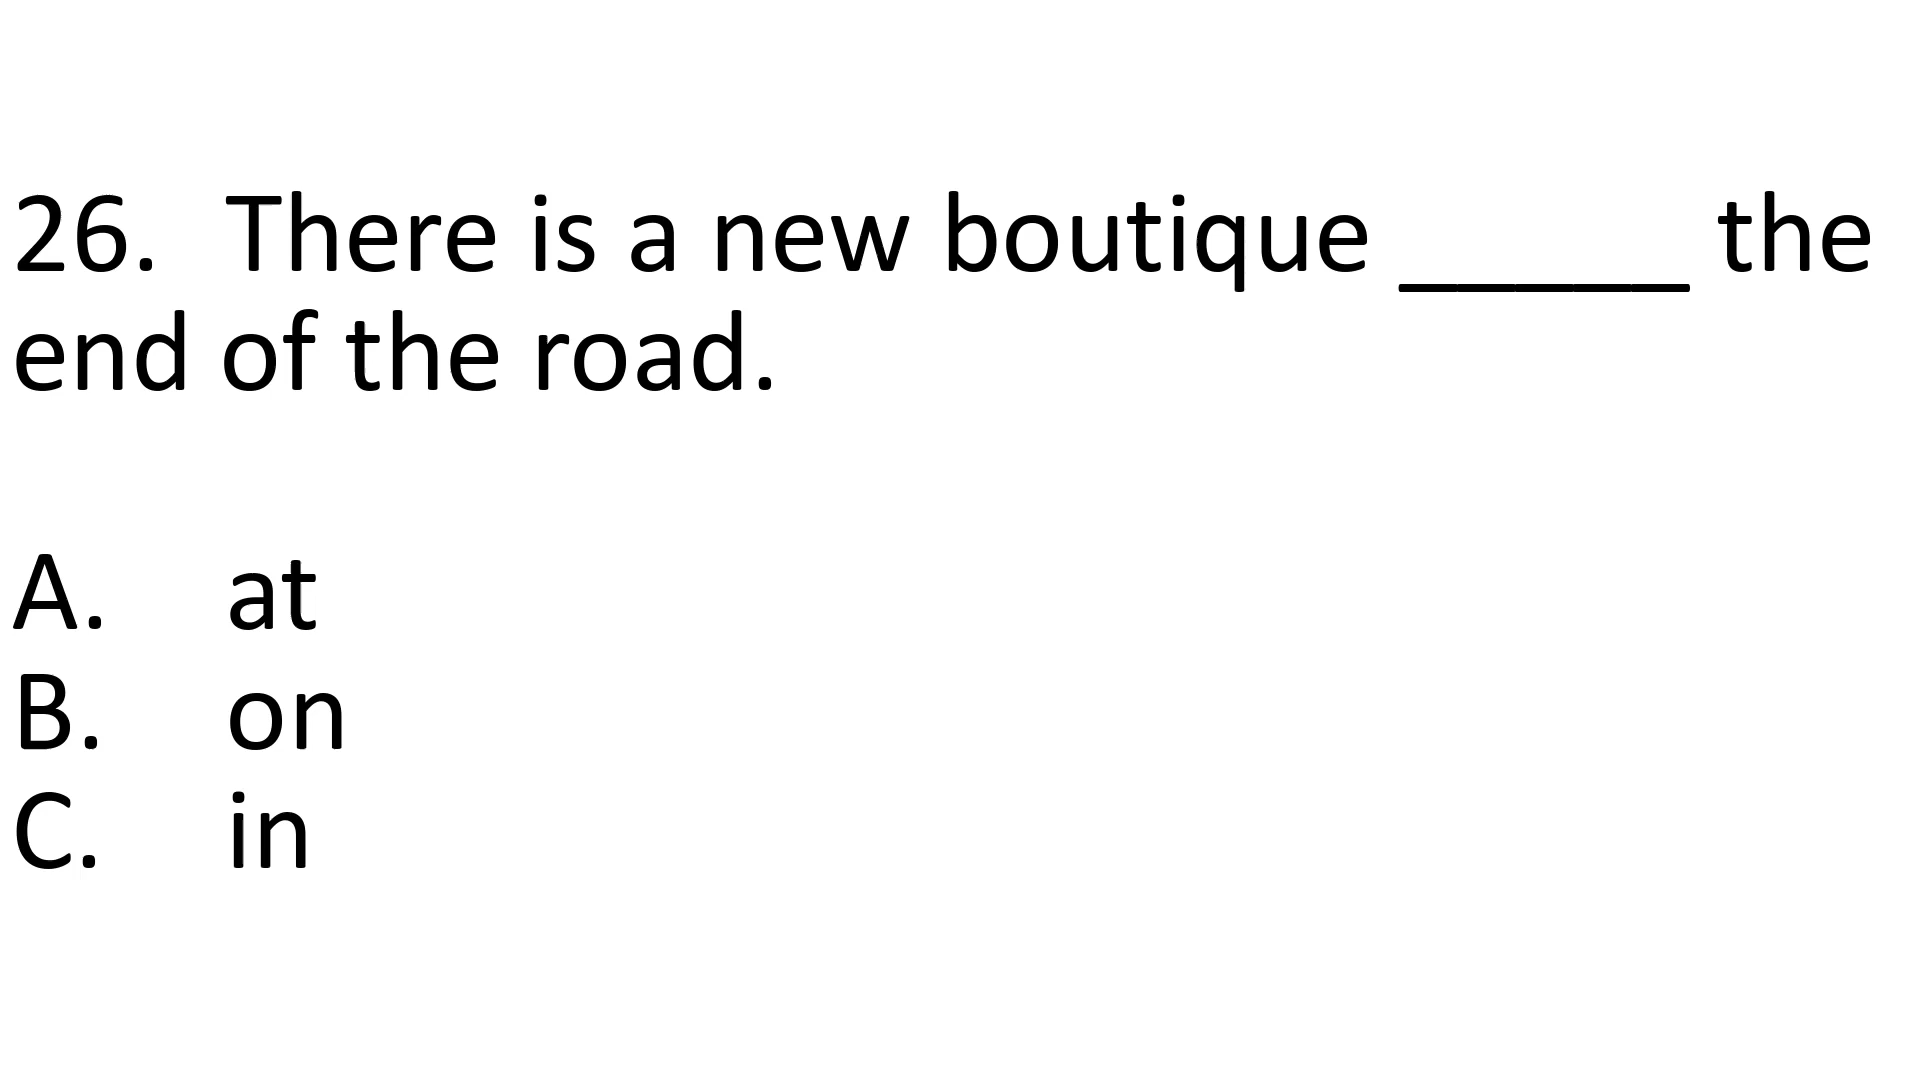 26. There is a new boutique ______ the
end of the road.
A. at
B. on
C. in